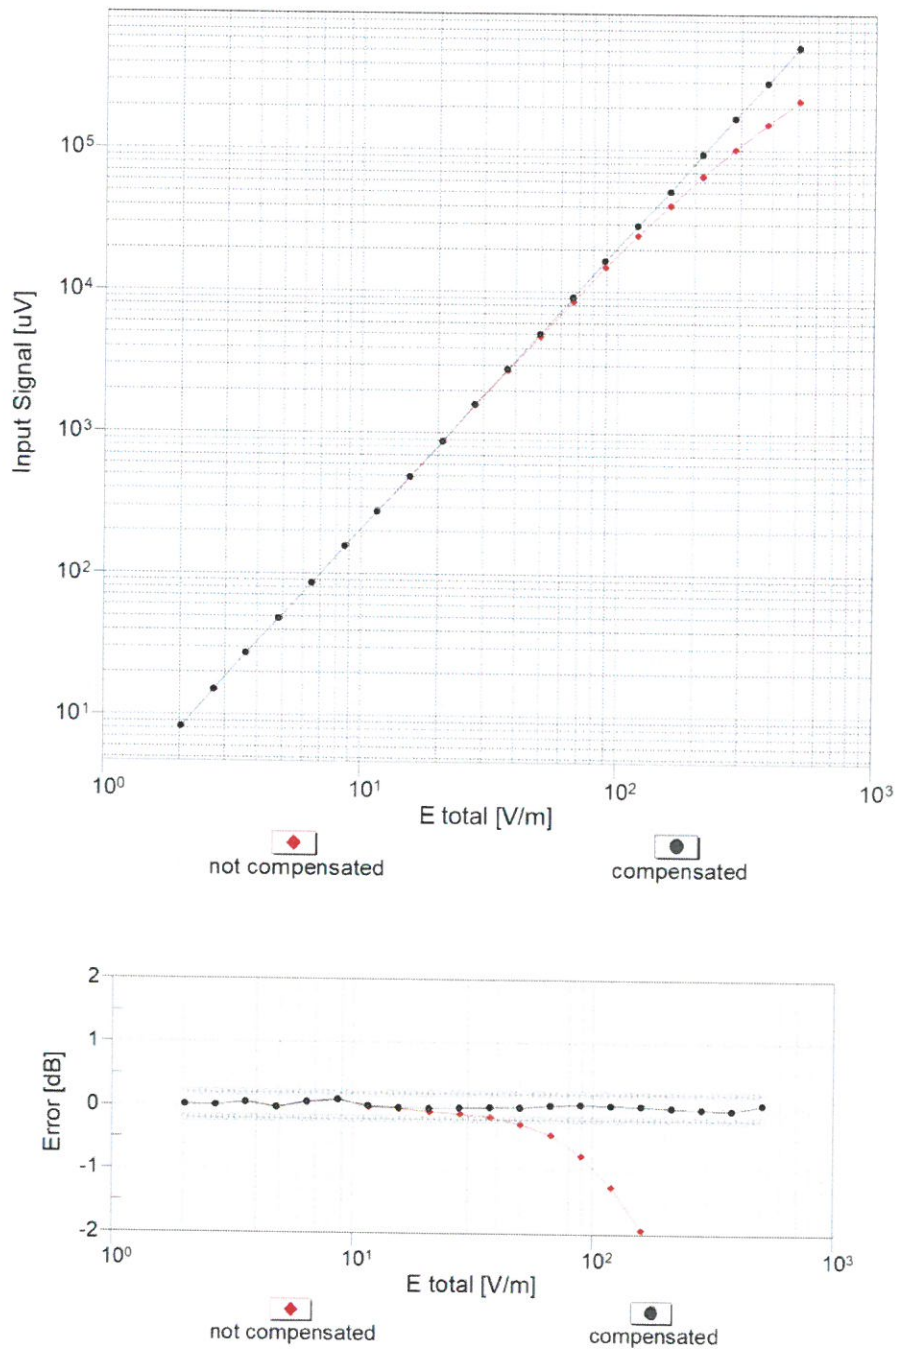 10⁵
10⁴
10³
10²
10¹
Input Signal [uV]
10⁰ 10¹ 10² 10³
E total [V/m]
not compensated compensated
2
1
0
-1
-2
Error [dB]
10⁰ 10¹ 10² 10³
E total [V/m]
not compensated compensated